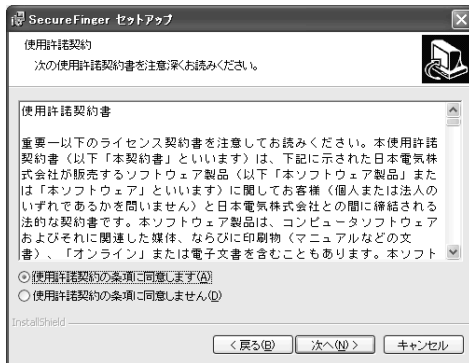 SecureFinger セットアップ
使用許諾契約
次の使用許諾契約書を注意深くお読みください。
使用許諾契約書
重要－以下のライセンス契約書を注意してお読みください。本使用許諾
契約書（以下「本契約書」といいます）は、下記に示された日本電気株
式会社が販売するソフトウェア製品（以下「本ソフトウェア製品」また
は「本ソフトウェア」といいます）に関してお客様（個人または法人の
いずれであるかを問いません）と日本電気株式会社との間に締結される
法的な契約書です。本ソフトウェア製品は、コンピュータソフトウェア
およびそれに関連した媒体、ならびに印刷物（マニュアルなどの文
書）、「オンライン」または電子文書を含むこともあります。本ソフト
使用許諾契約の条項に同意します(A)
使用許諾契約の条項に同意しません(D)
InstallShield
< 戻る(B)
次へ(N) >
キャンセル